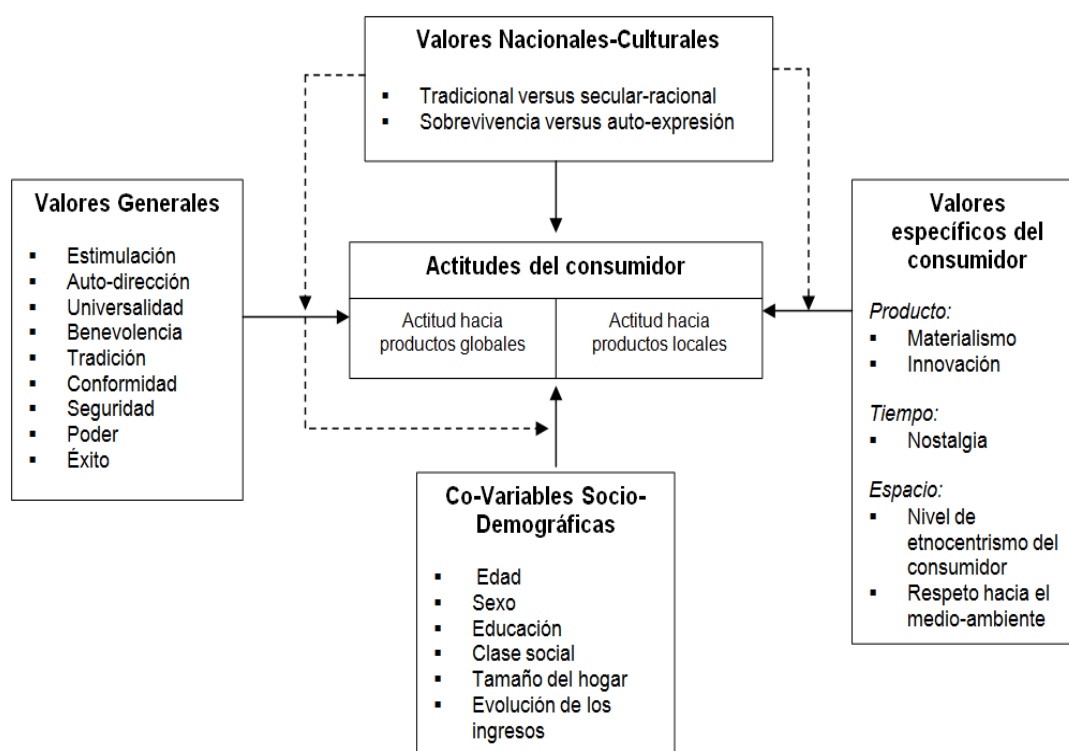 Valores Nacionales-Culturales
▪ Tradicional versus secular-racional
▪ Sobrevivencia versus auto-expresión
Valores Generales
▪ Estimulación
▪ Auto-dirección
▪ Universalidad
▪ Benevolencia
▪ Tradición
▪ Conformidad
▪ Seguridad
▪ Poder
▪ Éxito
Actitudes del consumidor
Actitud hacia
productos globales
Actitud hacia
productos locales
Valores
específicos del
consumidor
Producto:
▪ Materialismo
▪ Innovación
Tiempo:
▪ Nostalgia
Espacio:
▪ Nivel de
etnocentrismo del
consumidor
▪ Respeto hacia el
medio-ambiente
Co-Variables Socio-
Demográficas
▪ Edad
▪ Sexo
▪ Educación
▪ Clase social
▪ Tamaño del hogar
▪ Evolución de los
ingresos